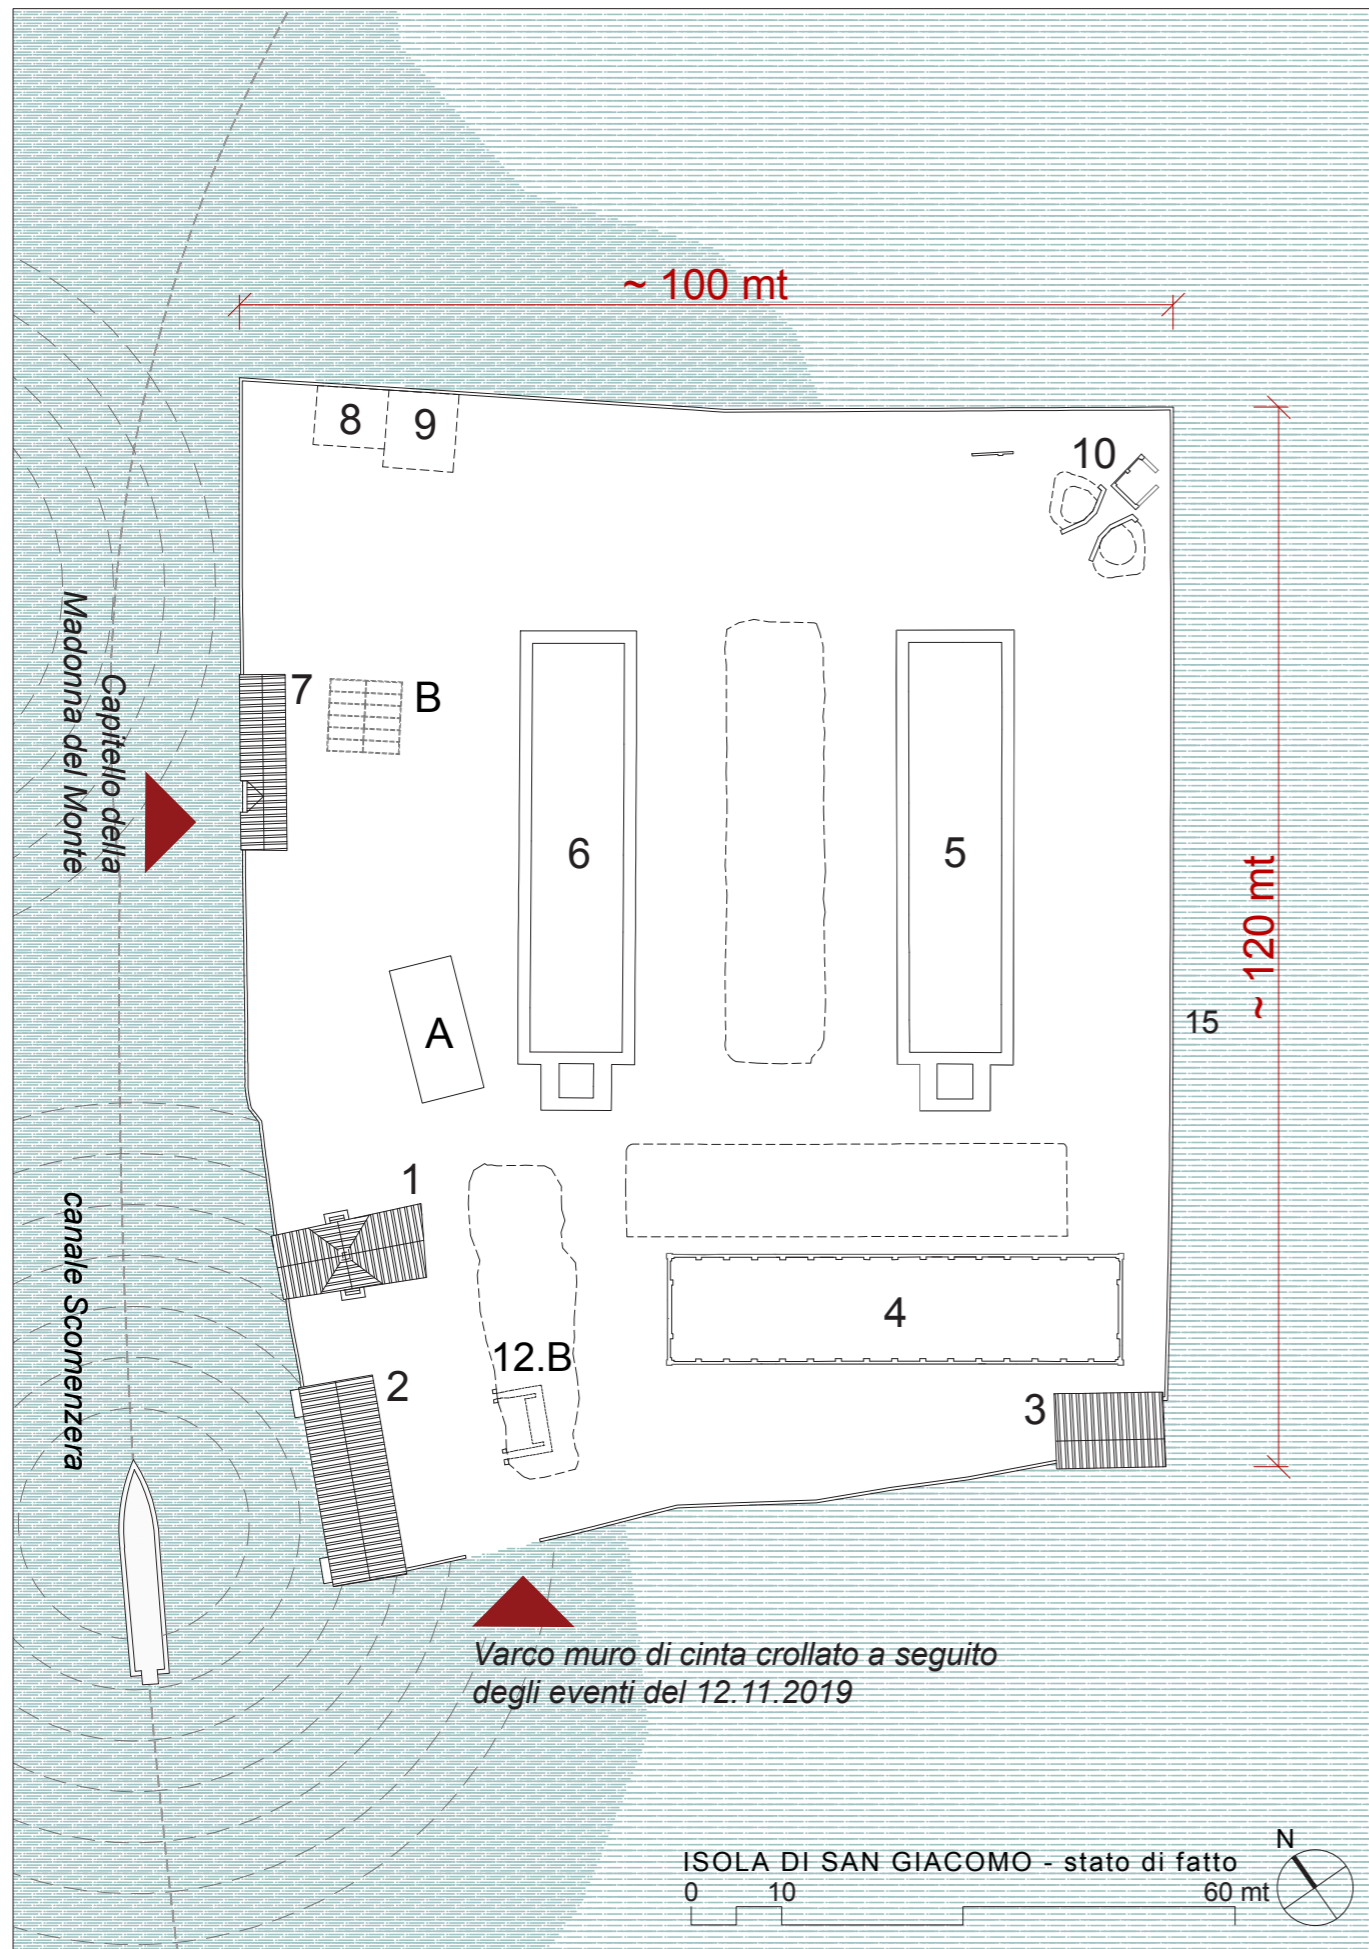 ~ 100 mt
8
9
10
Capitello della
Madonna del Monte
7
B
6
5
~ 120 mt
A
15
1
canale Scomenzera
4
12.B
2
3
Varco muro di cinta crollato a seguito
degli eventi del 12.11.2019
N
ISOLA DI SAN GIACOMO - stato di fatto
0 10 60 mt